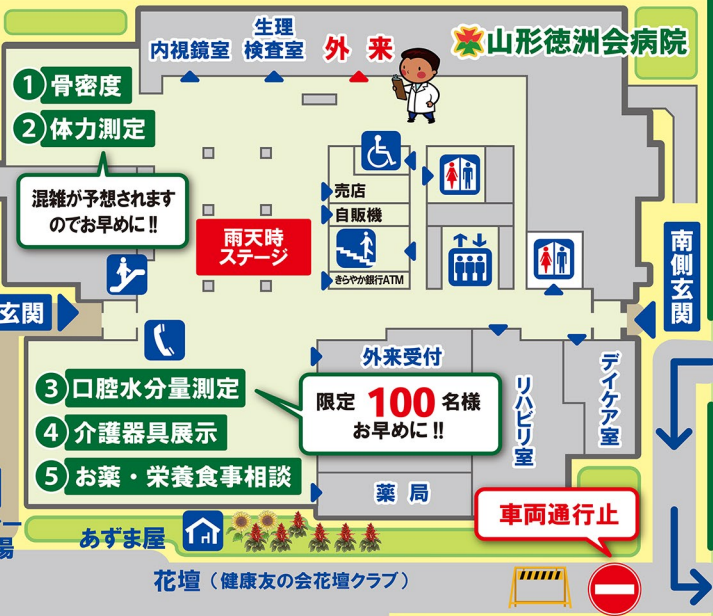 生理
検査室
内視鏡室
外来
山形徳洲会病院
① 骨密度
② 体力測定
混雑が予想されます
のでお早めに!!
売店
自販機
きらやか銀行ATM
雨天時
ステージ
玄関
南側玄関
外来受付
③ 口腔水分量測定
④ 介護器具展示
⑤ お薬・栄養食事相談
限定 100 名様
お早めに!!
リハビリ室
デイケア室
薬局
車両通行止
あずま屋
花壇（健康友の会花壇クラブ）
ー
場